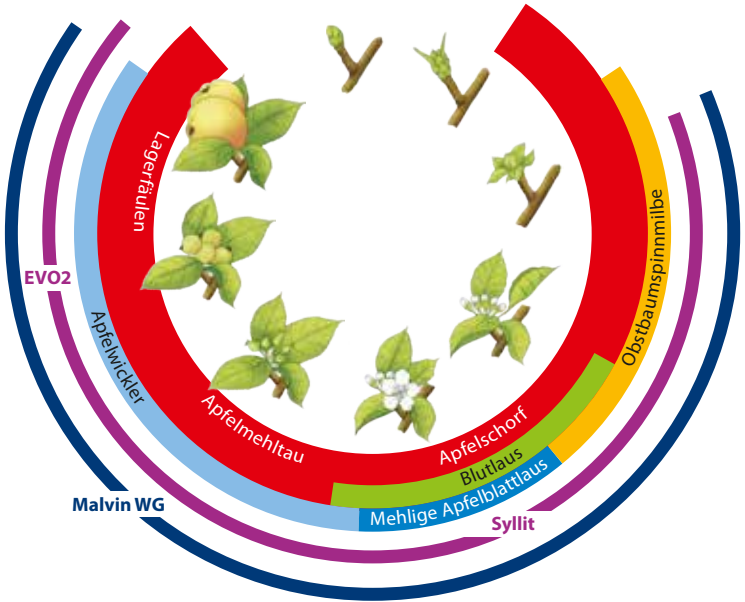 Lagerfäulen
Obstbaumspinnmilbe
EVO2
Apfelwickler
Apfelmehltau
Apfelschorf
Blutlaus
Mehlige Apfelblattlaus
Malvin WG
Syllit